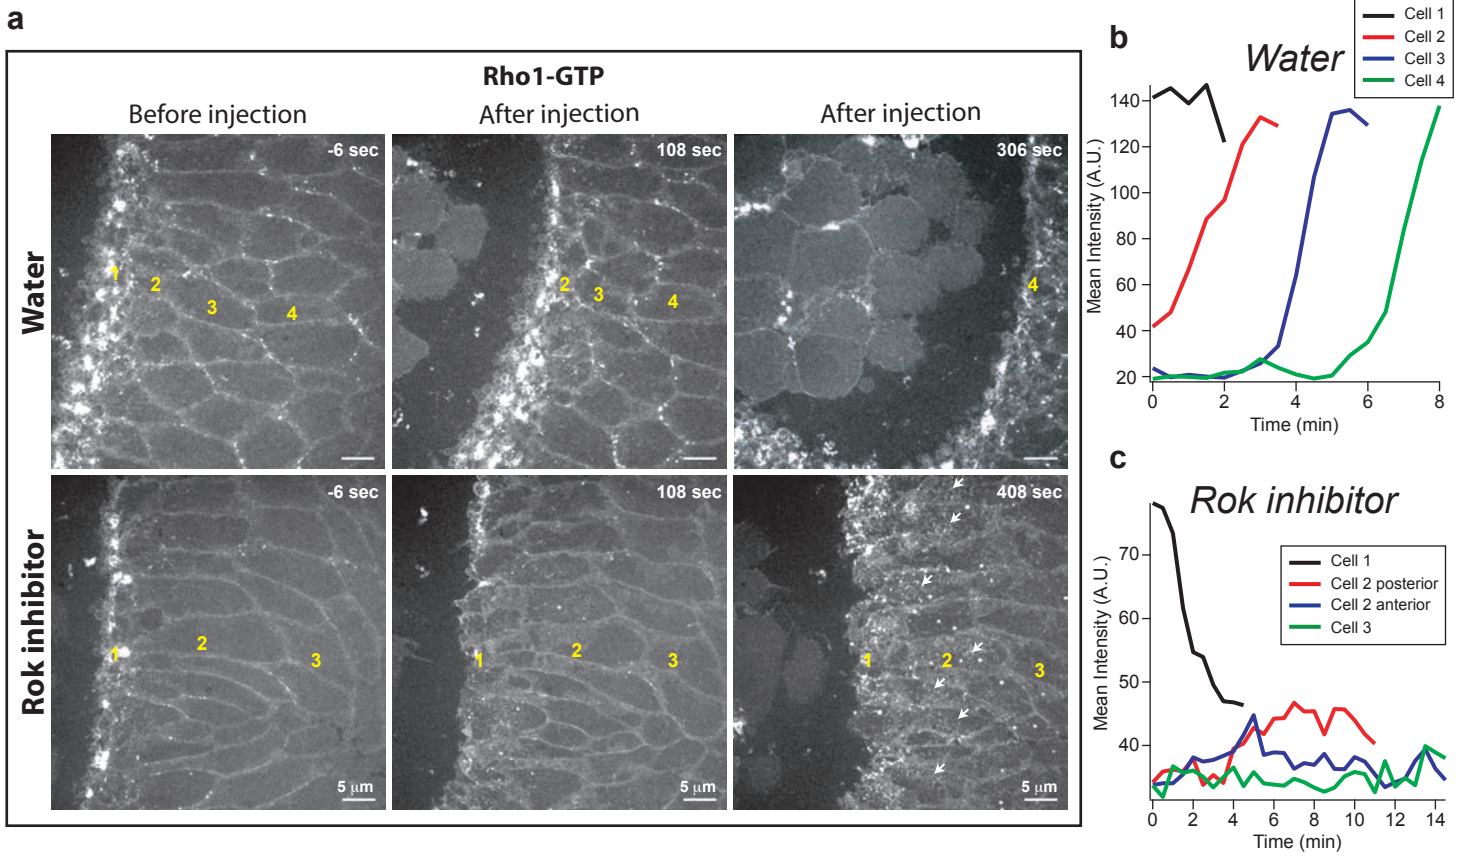 a
Rho1-GTP
Before injection
After injection
After injection
Water
-6 sec
1
2
3
4
108 sec
2
3
4
306 sec
4
Rok inhibitor
-6 sec
1
2
3
5 μm
108 sec
1
2
3
5 μm
408 sec
1
2
3
5 μm
b
Water
Cell 1
Cell 2
Cell 3
Cell 4
Mean Intensity (A.U.)
140
120
100
80
60
40
20
0 2 4 6 8
Time (min)
c
Rok inhibitor
Cell 1
Cell 2 posterior
Cell 2 anterior
Cell 3
Mean Intensity (A.U.)
70
60
50
40
0 2 4 6 8 10 12 14
Time (min)